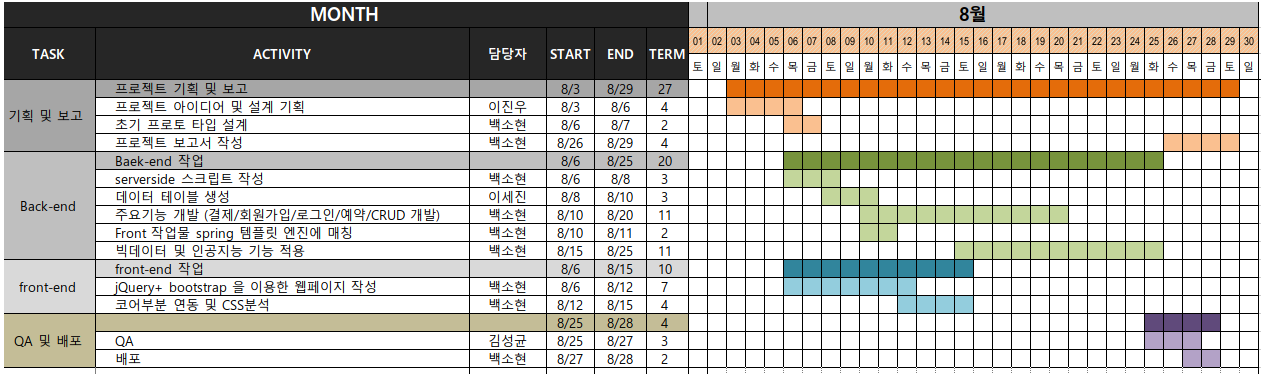 MONTH 8월
TASK ACTIVITY 담당자 START END TERM 01 02 03 04 05 06 07 08 09 10 11 12 13 14 15 16 17 18 19 20 21 22 23 24 25 26 27 28 29 30
토 일 월 화 수 목 금 토 일 월 화 수 목 금 토 일 월 화 수 목 금 토 일 월 화 수 목 금 토 일
기획 및 보고 프로젝트 기획 및 보고 8/3 8/29 27
프로젝트 아이디어 및 설계 기획 이진우 8/3 8/6 4
초기 프로토 타입 설계 백소현 8/6 8/7 2
프로젝트 보고서 작성 백소현 8/26 8/29 4
Back-end Baek-end 작업 8/6 8/25 20
serverside 스크립트 작성 백소현 8/6 8/8 3
데이터 테이블 생성 이세진 8/8 8/10 3
주요기능 개발 (결제/회원가입/로그인/예약/CRUD 개발) 백소현 8/10 8/20 11
Front 작업물 spring 템플릿 엔진에 매칭 백소현 8/10 8/11 2
빅데이터 및 인공지능 기능 적용 백소현 8/15 8/25 11
front-end front-end 작업 8/6 8/15 10
jQuery+ bootstrap 을 이용한 웹페이지 작성 백소현 8/6 8/12 7
코어부분 연동 및 CSS분석 백소현 8/12 8/15 4
QA 및 배포 8/25 8/28 4
QA 김성균 8/25 8/27 3
배포 백소현 8/27 8/28 2